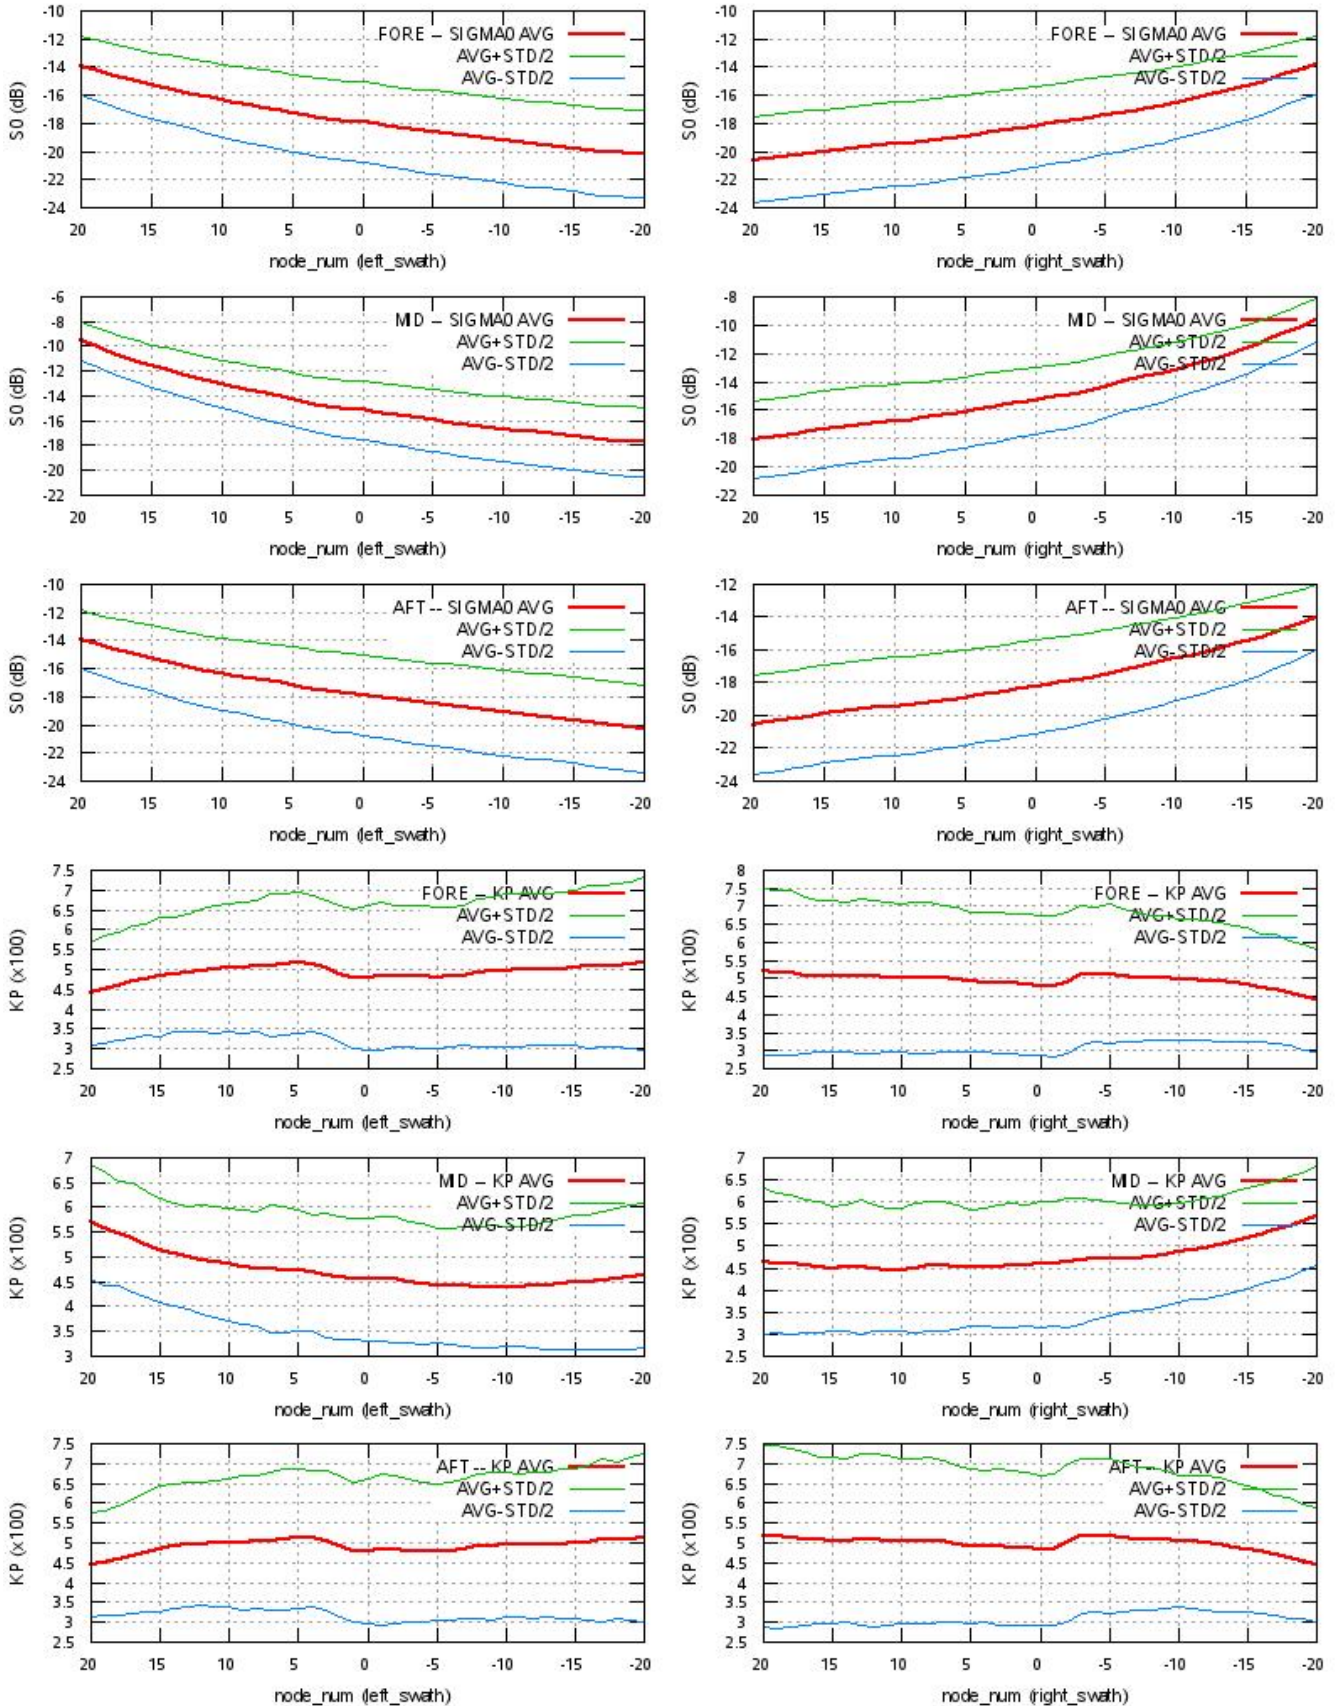 FORE -- SIGMA0 AVG
AVG+STD/2
AVG-STD/2
S0 (dB)
-10
-12
-14
-16
-18
-20
-22
-24
20 15 10 5 0 -5 -10 -15 -20
node_num (left_swath)
FORE -- SIGMA0 AVG
AVG+STD/2
AVG-STD/2
S0 (dB)
-10
-12
-14
-16
-18
-20
-22
-24
20 15 10 5 0 -5 -10 -15 -20
node_num (right_swath)
MID -- SIGMA0 AVG
AVG+STD/2
AVG-STD/2
S0 (dB)
-6
-8
-10
-12
-14
-16
-18
-20
-22
20 15 10 5 0 -5 -10 -15 -20
node_num (left_swath)
MID -- SIGMA0 AVG
AVG+STD/2
AVG-STD/2
S0 (dB)
-8
-10
-12
-14
-16
-18
-20
-22
20 15 10 5 0 -5 -10 -15 -20
node_num (right_swath)
AFT -- SIGMA0 AVG
AVG+STD/2
AVG-STD/2
S0 (dB)
-10
-12
-14
-16
-18
-20
-22
-24
20 15 10 5 0 -5 -10 -15 -20
node_num (left_swath)
AFT -- SIGMA0 AVG
AVG+STD/2
AVG-STD/2
S0 (dB)
-12
-14
-16
-18
-20
-22
-24
20 15 10 5 0 -5 -10 -15 -20
node_num (right_swath)
FORE -- KP AVG
AVG+STD/2
AVG-STD/2
KP (x100)
7.5
7
6.5
6
5.5
5
4.5
4
3.5
3
2.5
20 15 10 5 0 -5 -10 -15 -20
node_num (left_swath)
FORE -- KP AVG
AVG+STD/2
AVG-STD/2
KP (x100)
8
7.5
7
6.5
6
5.5
5
4.5
4
3.5
3
2.5
20 15 10 5 0 -5 -10 -15 -20
node_num (right_swath)
MID -- KP AVG
AVG+STD/2
AVG-STD/2
KP (x100)
7
6.5
6
5.5
5
4.5
4
3.5
3
20 15 10 5 0 -5 -10 -15 -20
node_num (left_swath)
MID -- KP AVG
AVG+STD/2
AVG-STD/2
KP (x100)
7
6.5
6
5.5
5
4.5
4
3.5
3
2.5
20 15 10 5 0 -5 -10 -15 -20
node_num (right_swath)
AFT -- KP AVG
AVG+STD/2
AVG-STD/2
KP (x100)
7.5
7
6.5
6
5.5
5
4.5
4
3.5
3
2.5
20 15 10 5 0 -5 -10 -15 -20
node_num (left_swath)
AFT -- KP AVG
AVG+STD/2
AVG-STD/2
KP (x100)
7.5
7
6.5
6
5.5
5
4.5
4
3.5
3
2.5
20 15 10 5 0 -5 -10 -15 -20
node_num (right_swath)